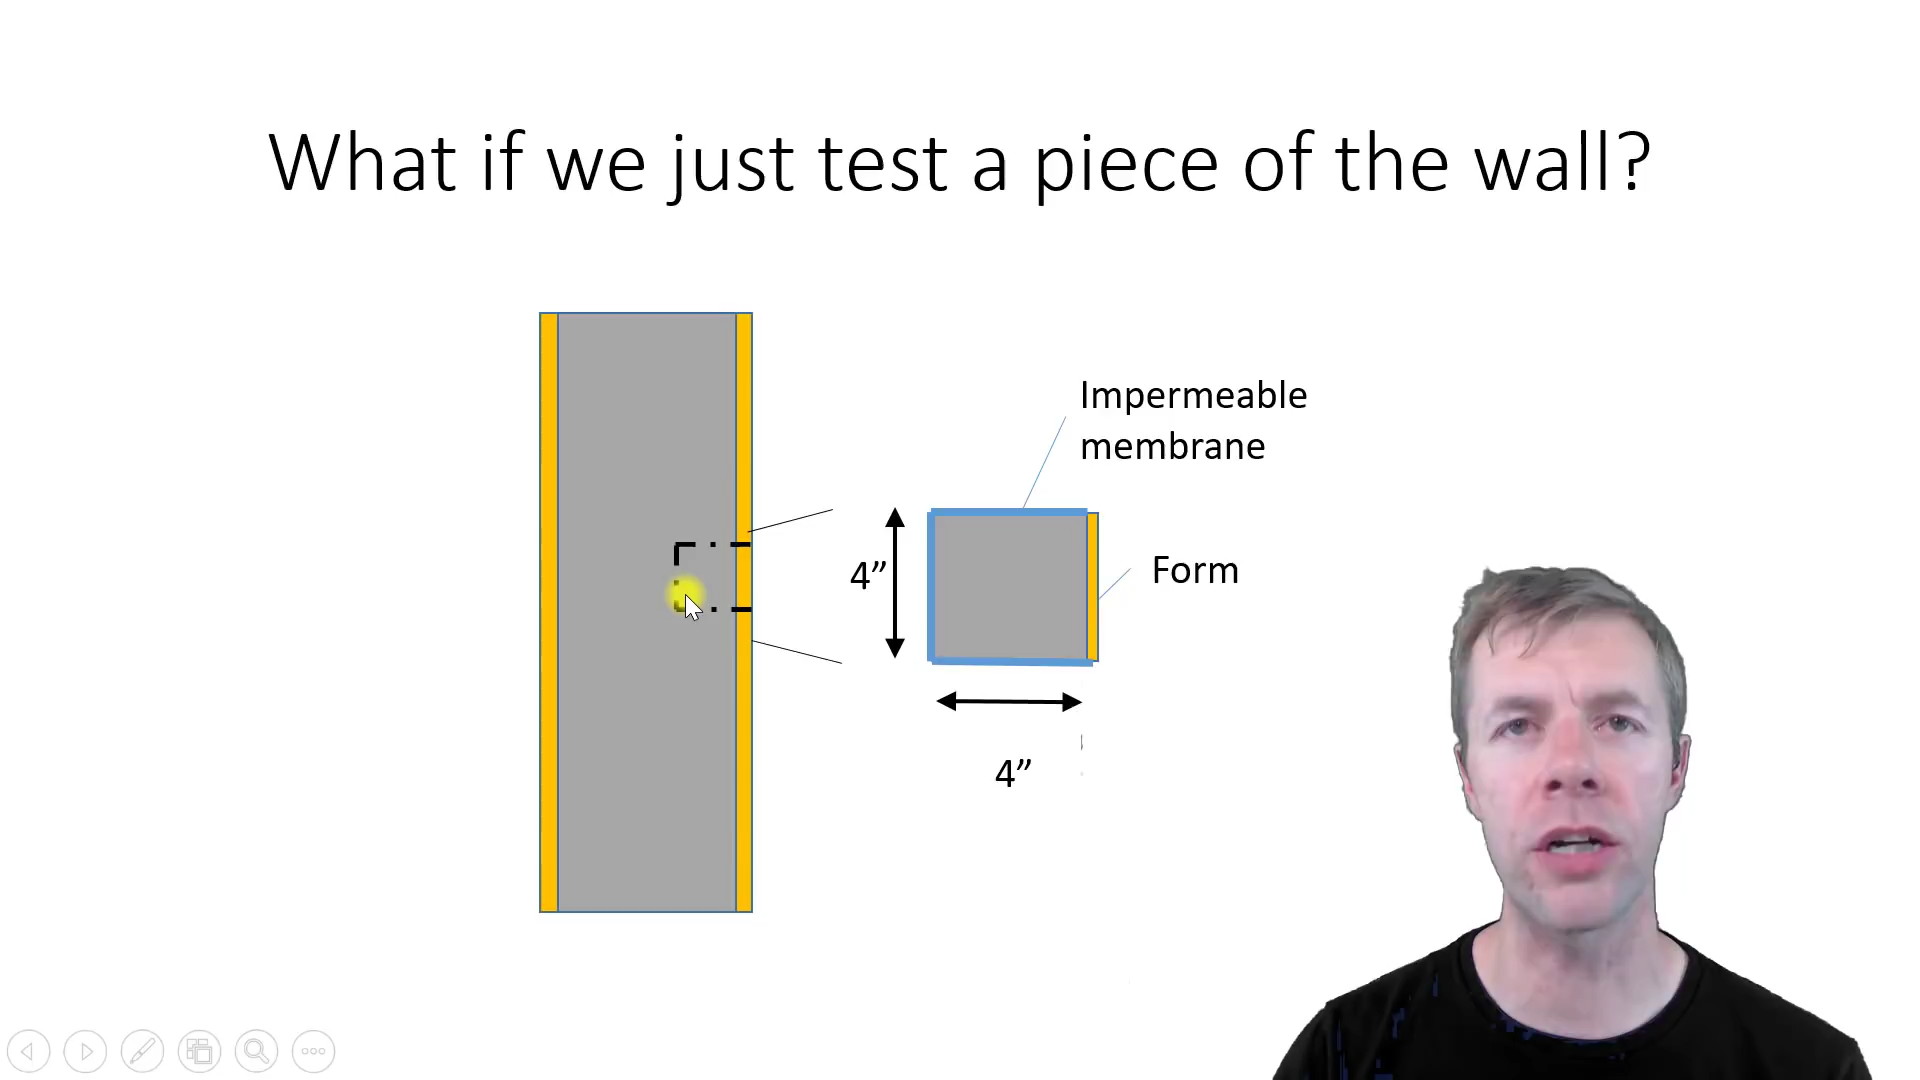 What if we just test a piece of the wall?
Impermeable
membrane
4”
Form
4”